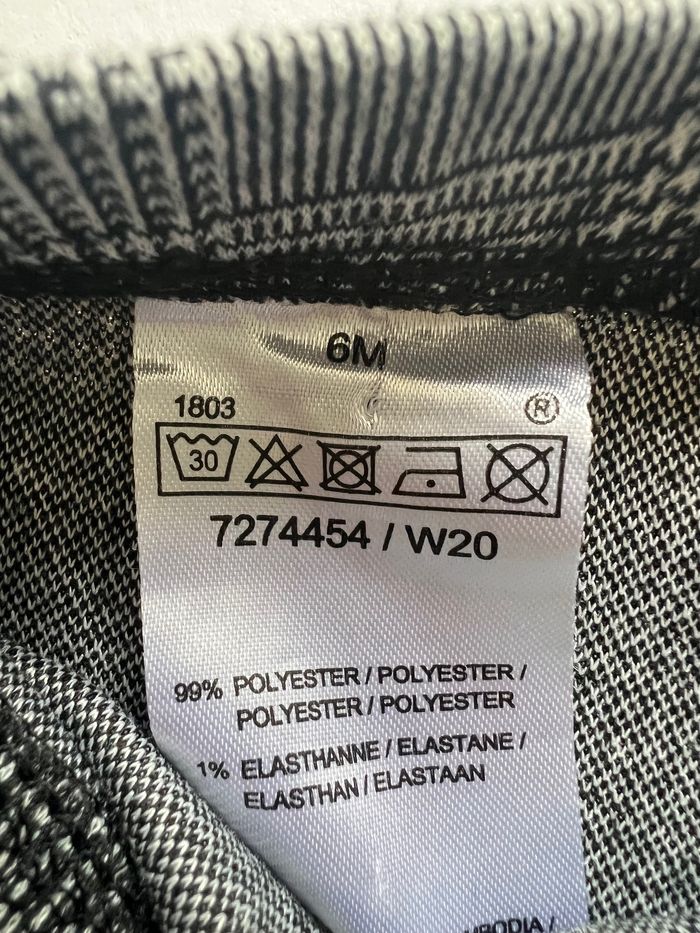 6M
1803 ®
30
7274454 / W20
99% POLYESTER / POLYESTER /
POLYESTER / POLYESTER
1% ELASTHANNE / ELASTANE /
ELASTHAN / ELASTAAN